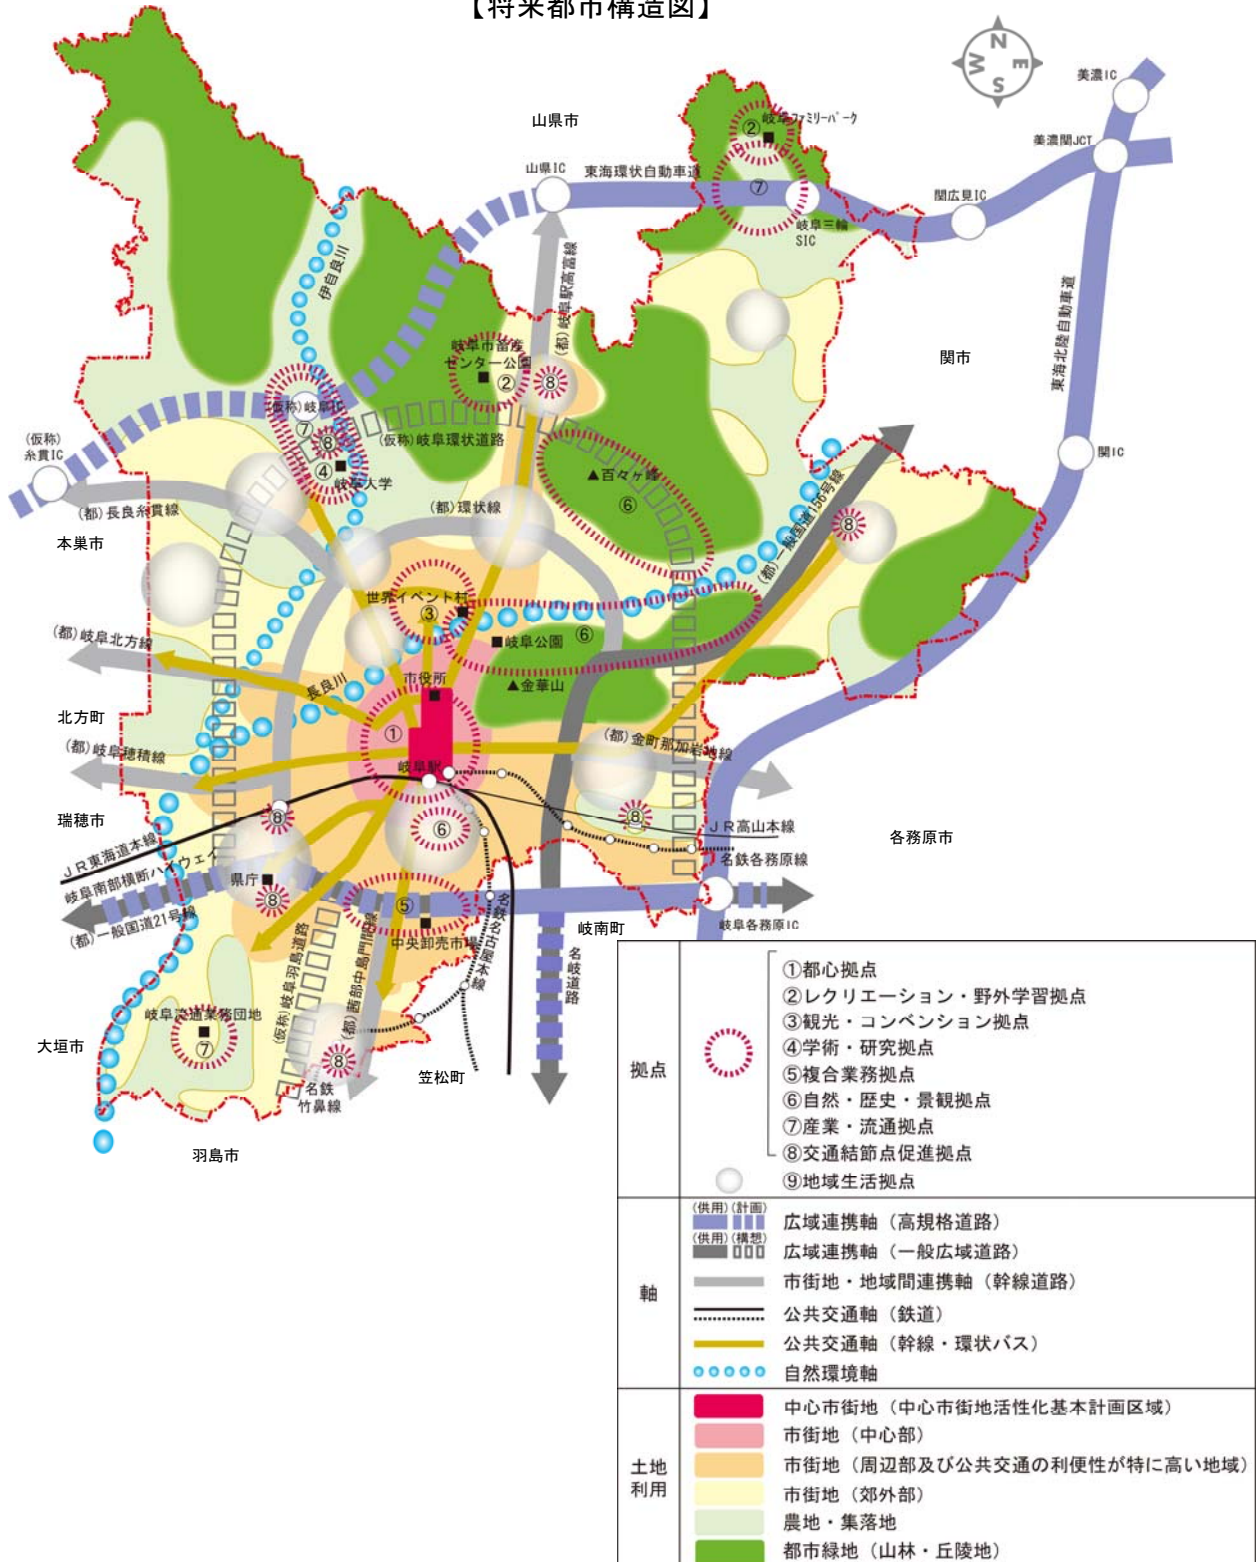 【将来都市構造図】
N
E
S
W
美濃IC
美濃関JCT
山県市
②
岐阜ファミリーパーク
山県IC
東海環状自動車道
⑦
岐阜三輪
SIC
関広見IC
伊自良川
(都)岐阜駅高富線
関市
東海北陸自動車道
岐阜市畜産
センター公園
②
⑧
(仮称)岐阜IC
⑦
⑧
(仮称)岐阜環状道路
④
岐阜大学
(仮称)
糸貫IC
関IC
▲百々ヶ峰
⑥
(都)長良糸貫線
(都)環状線
(都)一般国道156号線
⑧
本巣市
世界イベント村
③
⑥
岐阜公園
(都)岐阜北方線
長良川
市役所
▲金華山
北方町
①
(都)岐阜穂積線
(都)金町那加岩地線
岐阜駅
瑞穂市
⑧
⑥
⑧
JR高山本線
各務原市
JR東海道本線
名鉄各務原線
岐阜南部横断ハイウェイ
県庁
⑧
(都)一般国道21号線
⑤
中央卸売市場
名鉄名古屋本線
岐南町
岐阜各務原IC
名岐道路
(仮称)岐阜羽島道路
(都)茜部中島門間線
岐阜流通業務団地
⑦
大垣市
⑧
名鉄
竹鼻線
笠松町
羽島市
拠点
①都心拠点
②レクリエーション・野外学習拠点
③観光・コンベンション拠点
④学術・研究拠点
⑤複合業務拠点
⑥自然・歴史・景観拠点
⑦産業・流通拠点
⑧交通結節点促進拠点
⑨地域生活拠点
軸
(供用)(計画)
広域連携軸（高規格道路）
(供用)(構想)
広域連携軸（一般広域道路）
市街地・地域間連携軸（幹線道路）
公共交通軸（鉄道）
公共交通軸（幹線・環状バス）
自然環境軸
土地
利用
中心市街地（中心市街地活性化基本計画区域）
市街地（中心部）
市街地（周辺部及び公共交通の利便性が特に高い地域）
市街地（郊外部）
農地・集落地
都市緑地（山林・丘陵地）